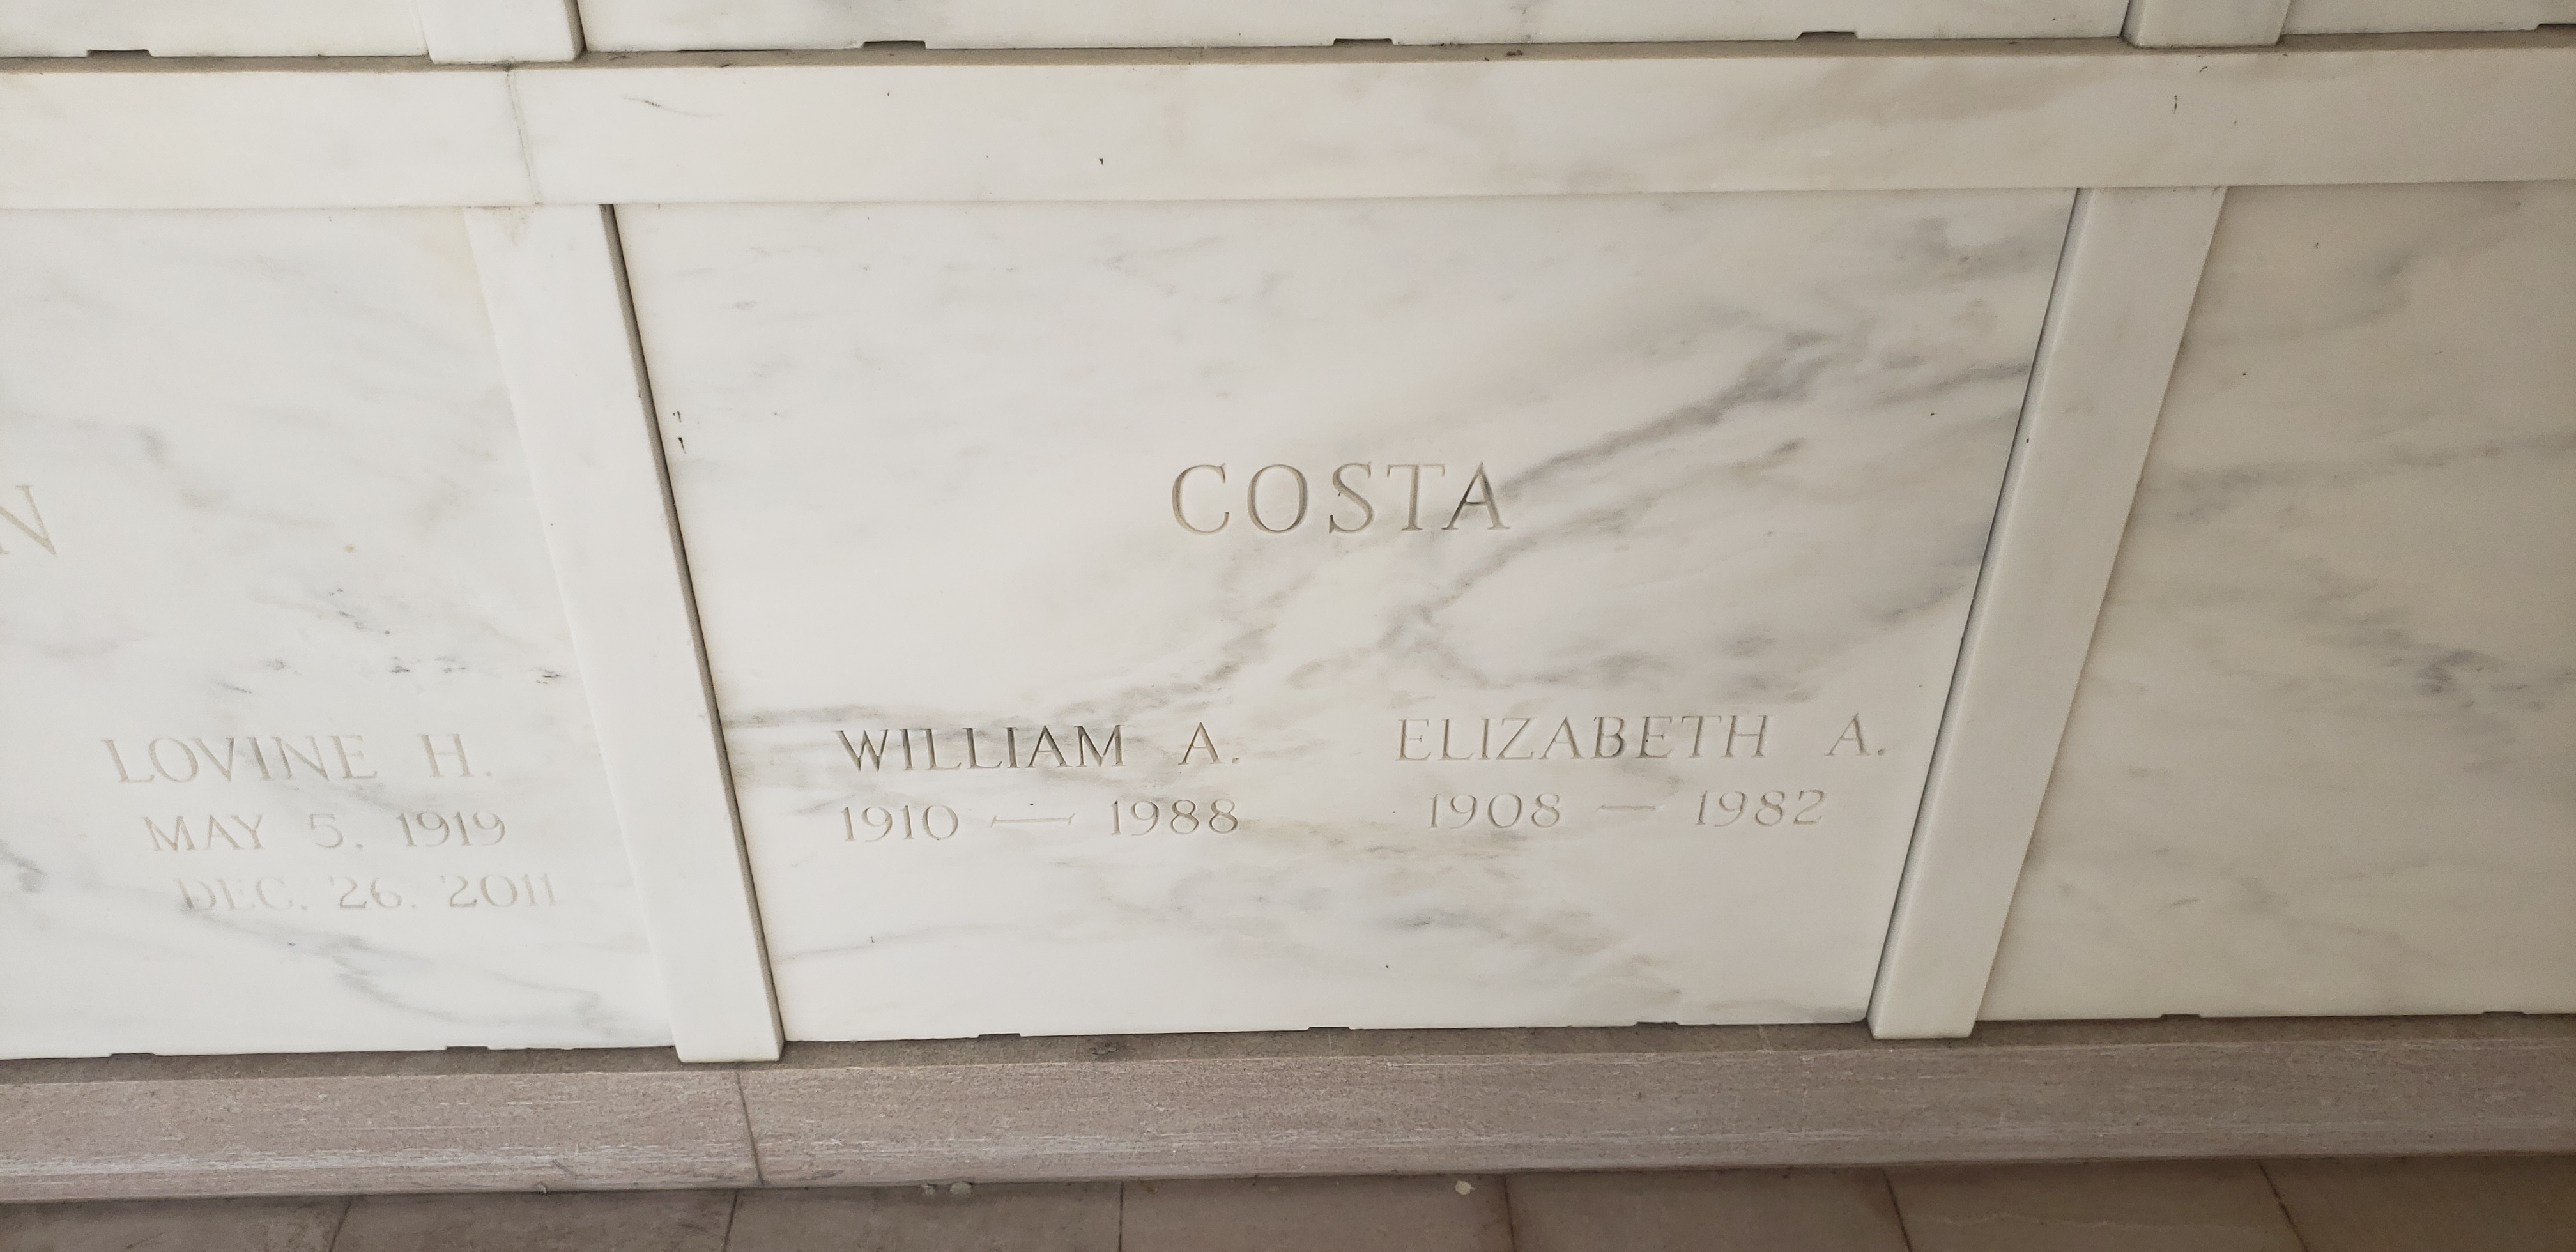 N
LOVINE H.
MAY 5, 1919
DEC. 26. 2011
COSTA
WILLIAM A. ELIZABETH A.
1910 — 1988 1908 — 1982